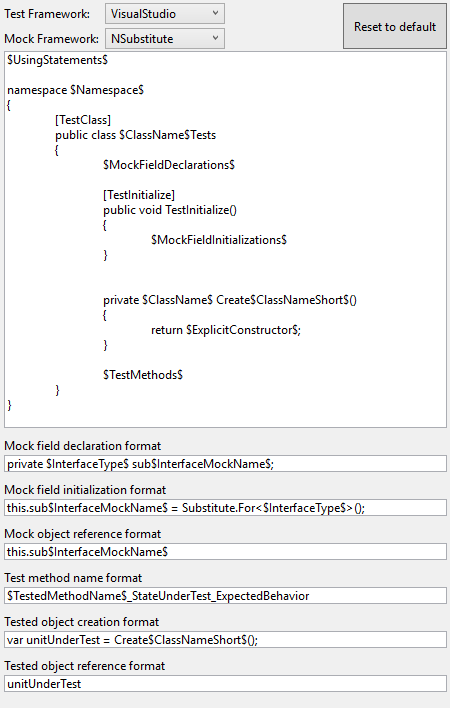 Test Framework: VisualStudio
Mock Framework: NSubstitute
Reset to default
$UsingStatements$
namespace $Namespace$
{
[TestClass]
public class $ClassName$Tests
{
$MockFieldDeclarations$
[TestInitialize]
public void TestInitialize()
{
$MockFieldInitializations$
}
private $ClassName$ Create$ClassNameShort$()
{
return $ExplicitConstructor$;
}
$TestMethods$
}
}
Mock field declaration format
private $InterfaceType$ sub$InterfaceMockName$;
Mock field initialization format
this.sub$InterfaceMockName$ = Substitute.For<$InterfaceType$>();
Mock object reference format
this.sub$InterfaceMockName$
Test method name format
$TestedMethodName$_StateUnderTest_ExpectedBehavior
Tested object creation format
var unitUnderTest = Create$ClassNameShort$();
Tested object reference format
unitUnderTest